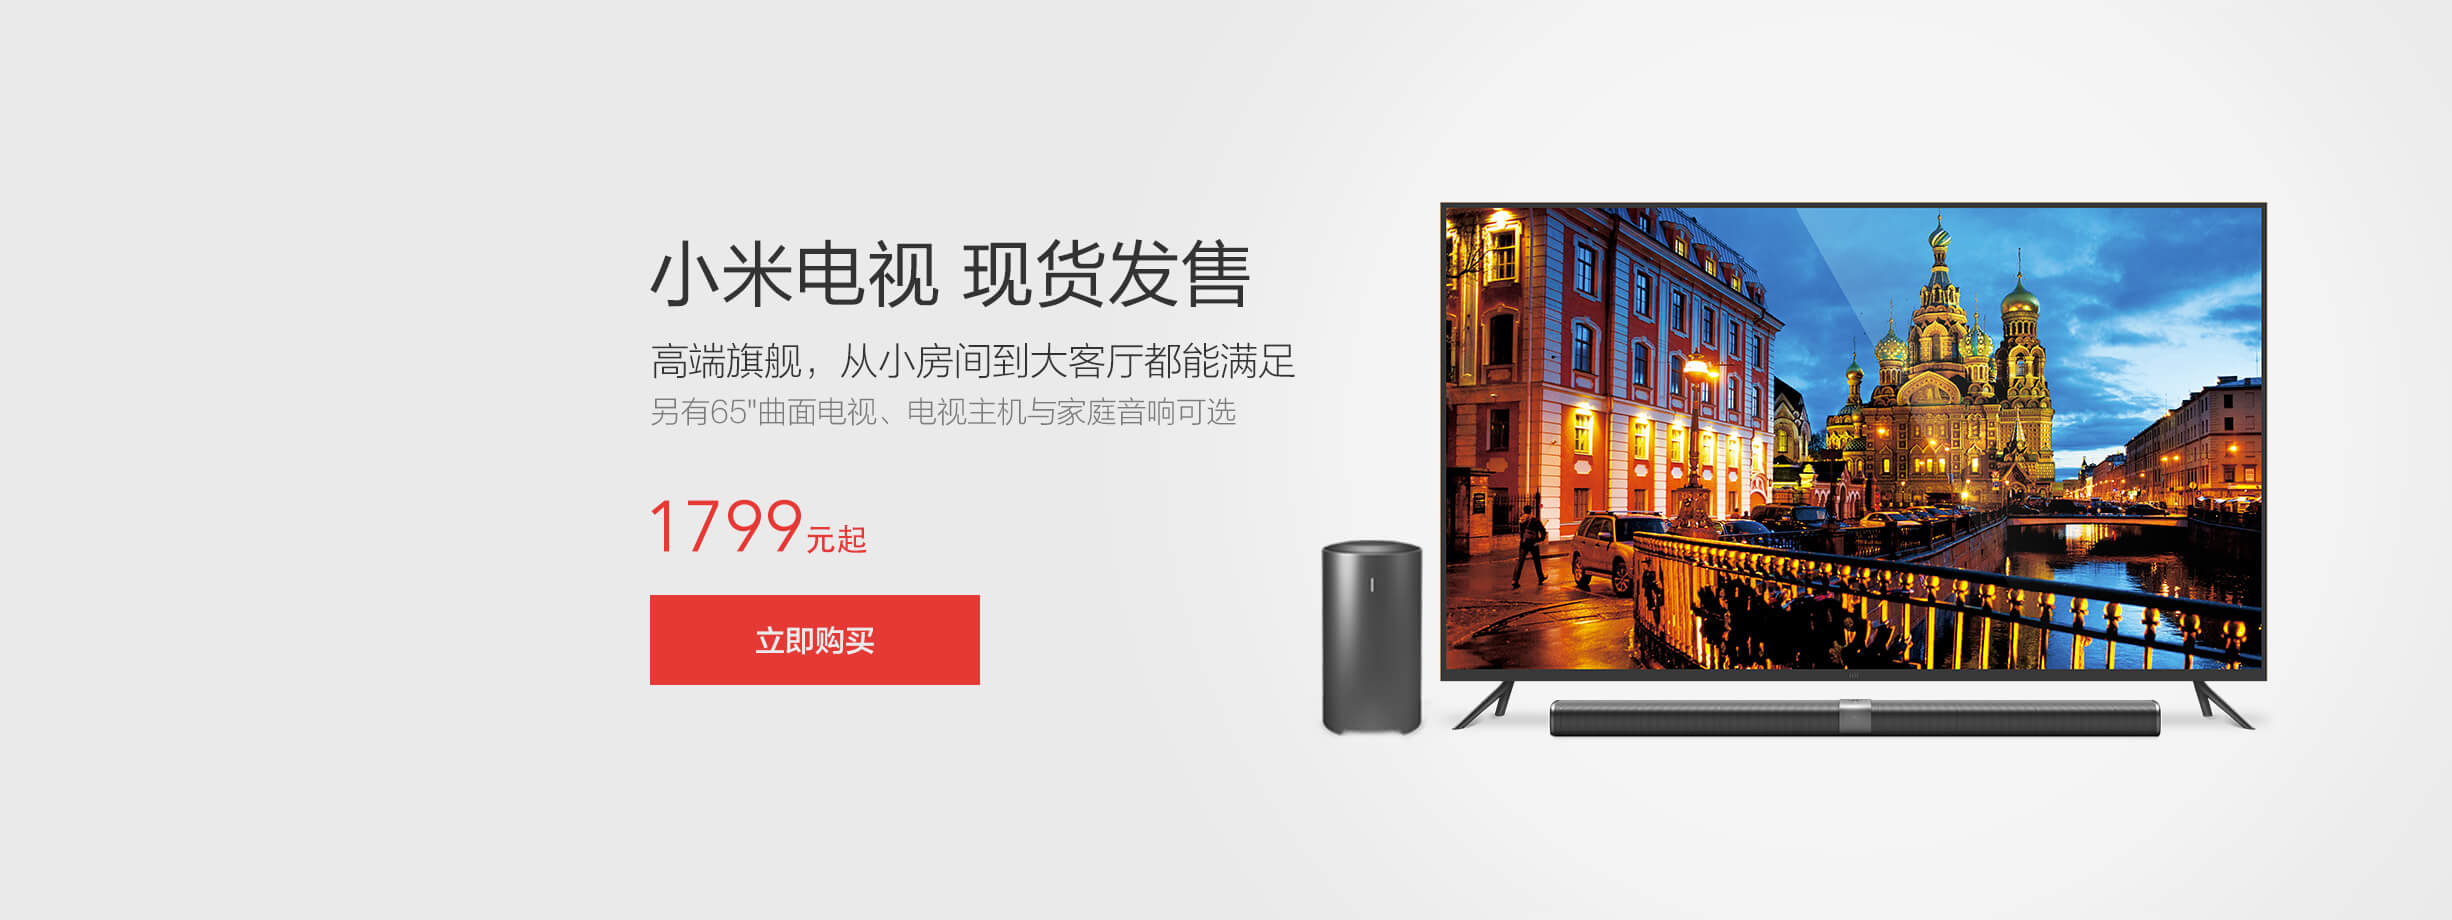 小米电视 现货发售
高端旗舰，从小房间到大客厅都能满足
另有65"曲面电视、电视主机与家庭音响可选
1799元起
立即购买